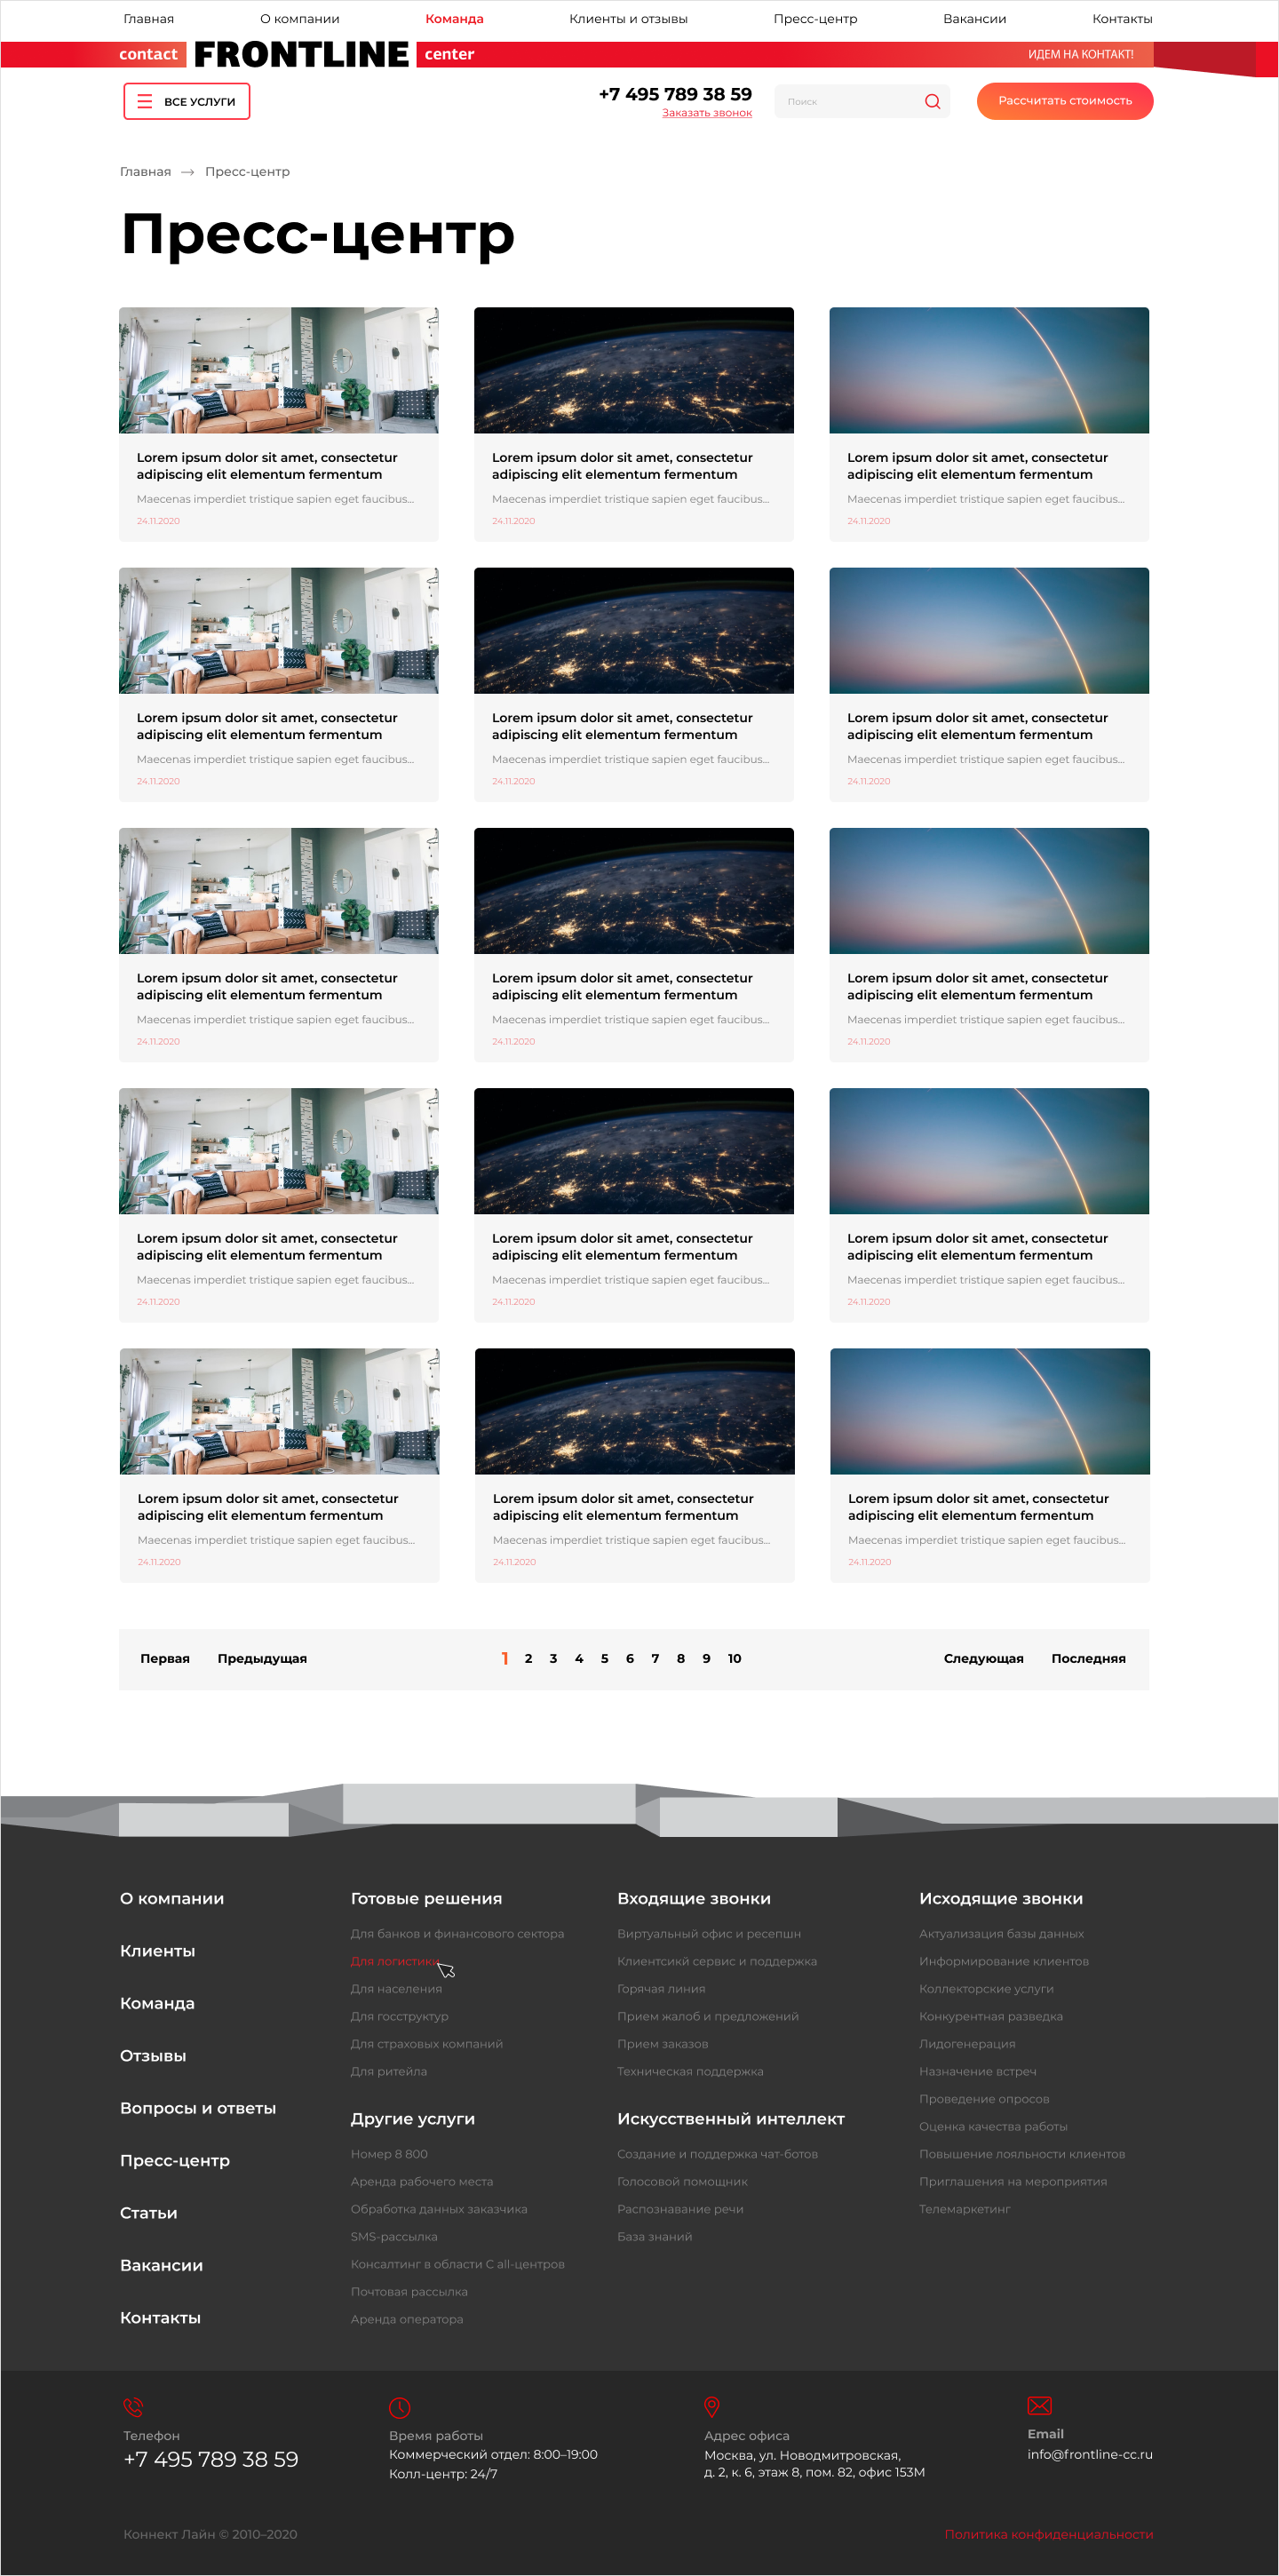 Главная О компании Команда Клиенты и отзывы Пресс-центр Вакансии Контакты
contact FRONTLINE center ИДЕМ НА КОНТАКТ!
ВСЕ УСЛУГИ
+7 495 789 38 59
Заказать звонок
Поиск
Рассчитать стоимость
Главная → Пресс-центр
Пресс-центр
Lorem ipsum dolor sit amet, consectetur
adipiscing elit elementum fermentum
Maecenas imperdiet tristique sapien eget faucibus...
24.11.2020
Lorem ipsum dolor sit amet, consectetur
adipiscing elit elementum fermentum
Maecenas imperdiet tristique sapien eget faucibus...
24.11.2020
Lorem ipsum dolor sit amet, consectetur
adipiscing elit elementum fermentum
Maecenas imperdiet tristique sapien eget faucibus...
24.11.2020
Lorem ipsum dolor sit amet, consectetur
adipiscing elit elementum fermentum
Maecenas imperdiet tristique sapien eget faucibus...
24.11.2020
Lorem ipsum dolor sit amet, consectetur
adipiscing elit elementum fermentum
Maecenas imperdiet tristique sapien eget faucibus...
24.11.2020
Lorem ipsum dolor sit amet, consectetur
adipiscing elit elementum fermentum
Maecenas imperdiet tristique sapien eget faucibus...
24.11.2020
Lorem ipsum dolor sit amet, consectetur
adipiscing elit elementum fermentum
Maecenas imperdiet tristique sapien eget faucibus...
24.11.2020
Lorem ipsum dolor sit amet, consectetur
adipiscing elit elementum fermentum
Maecenas imperdiet tristique sapien eget faucibus...
24.11.2020
Lorem ipsum dolor sit amet, consectetur
adipiscing elit elementum fermentum
Maecenas imperdiet tristique sapien eget faucibus...
24.11.2020
Lorem ipsum dolor sit amet, consectetur
adipiscing elit elementum fermentum
Maecenas imperdiet tristique sapien eget faucibus...
24.11.2020
Lorem ipsum dolor sit amet, consectetur
adipiscing elit elementum fermentum
Maecenas imperdiet tristique sapien eget faucibus...
24.11.2020
Lorem ipsum dolor sit amet, consectetur
adipiscing elit elementum fermentum
Maecenas imperdiet tristique sapien eget faucibus...
24.11.2020
Lorem ipsum dolor sit amet, consectetur
adipiscing elit elementum fermentum
Maecenas imperdiet tristique sapien eget faucibus...
24.11.2020
Lorem ipsum dolor sit amet, consectetur
adipiscing elit elementum fermentum
Maecenas imperdiet tristique sapien eget faucibus...
24.11.2020
Lorem ipsum dolor sit amet, consectetur
adipiscing elit elementum fermentum
Maecenas imperdiet tristique sapien eget faucibus...
24.11.2020
Первая Предыдущая 1 2 3 4 5 6 7 8 9 10 Следующая Последняя
О компании
Клиенты
Команда
Отзывы
Вопросы и ответы
Пресс-центр
Статьи
Вакансии
Контакты
Готовые решения
Для банков и финансового сектора
Для логистики
Для населения
Для госструктур
Для страховых компаний
Для ритейла
Другие услуги
Номер 8 800
Аренда рабочего места
Обработка данных заказчика
SMS-рассылка
Консалтинг в области С all-центров
Почтовая рассылка
Аренда оператора
Входящие звонки
Виртуальный офис и ресепшн
Клиентсикй сервис и поддержка
Горячая линия
Прием жалоб и предложений
Прием заказов
Техническая поддержка
Искусственный интеллект
Создание и поддержка чат-ботов
Голосовой помощник
Распознавание речи
База знаний
Исходящие звонки
Актуализация базы данных
Информирование клиентов
Коллекторские услуги
Конкурентная разведка
Лидогенерация
Назначение встреч
Проведение опросов
Оценка качества работы
Повышение лояльности клиентов
Приглашения на мероприятия
Телемаркетинг
Телефон
+7 495 789 38 59
Время работы
Коммерческий отдел: 8:00–19:00
Колл-центр: 24/7
Адрес офиса
Москва, ул. Новодмитровская,
д. 2, к. 6, этаж 8, пом. 82, офис 153М
Email
info@frontline-cc.ru
Коннект Лайн © 2010–2020
Политика конфиденциальности